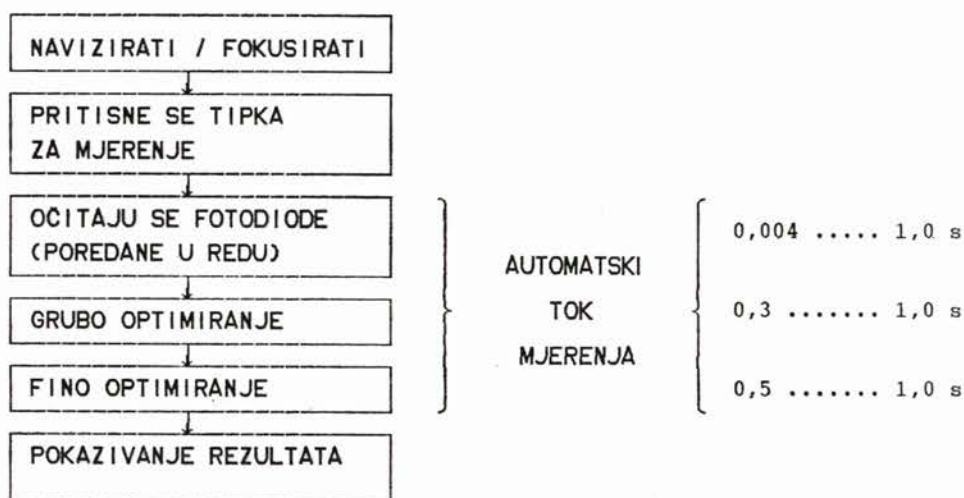 NAVIZIRATI / FOKUSIRATI
PRITISNE SE TIPKA
ZA MJERENJE
OČITAJU SE FOTODIODE
(POREDANE U REDU)
GRUBO OPTIMIRANJE
FINO OPTIMIRANJE
POKAZIVANJE REZULTATA
AUTOMATSKI
TOK
MJERENJA
0,004 ..... 1,0 s
0,3 ....... 1,0 s
0,5 ....... 1,0 s